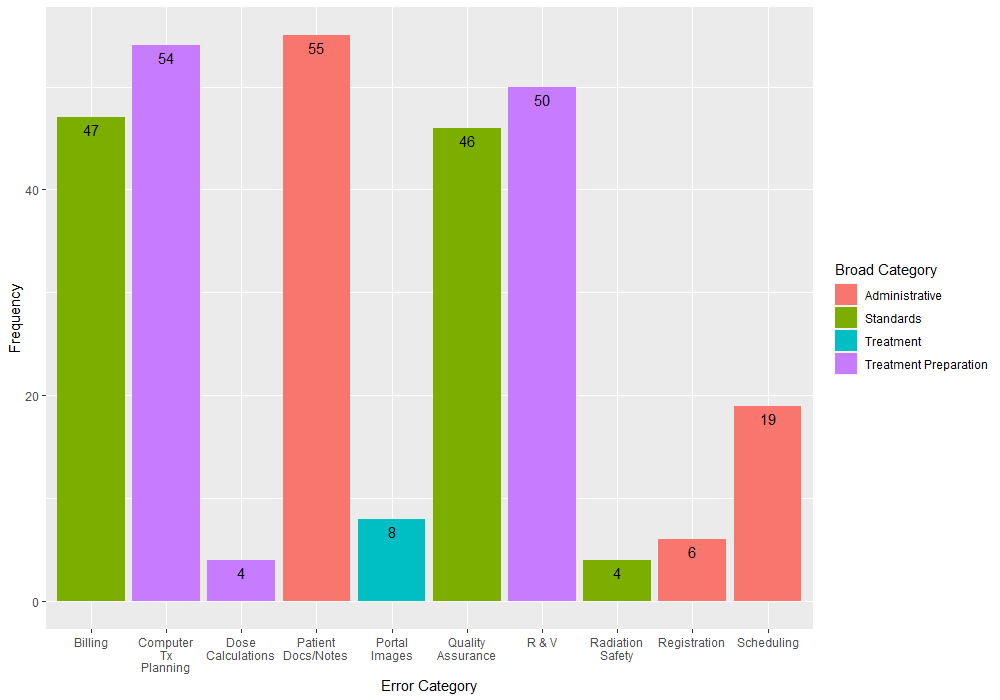 54
55
47
50
46
40
Frequency
20
19
8
6
4
4
0
Billing
Computer
Tx
Planning
Dose
Calculations
Patient
Docs/Notes
Portal
Images
Quality
Assurance
R & V
Radiation
Safety
Registration
Scheduling
Error Category
Broad Category
Administrative
Standards
Treatment
Treatment Preparation